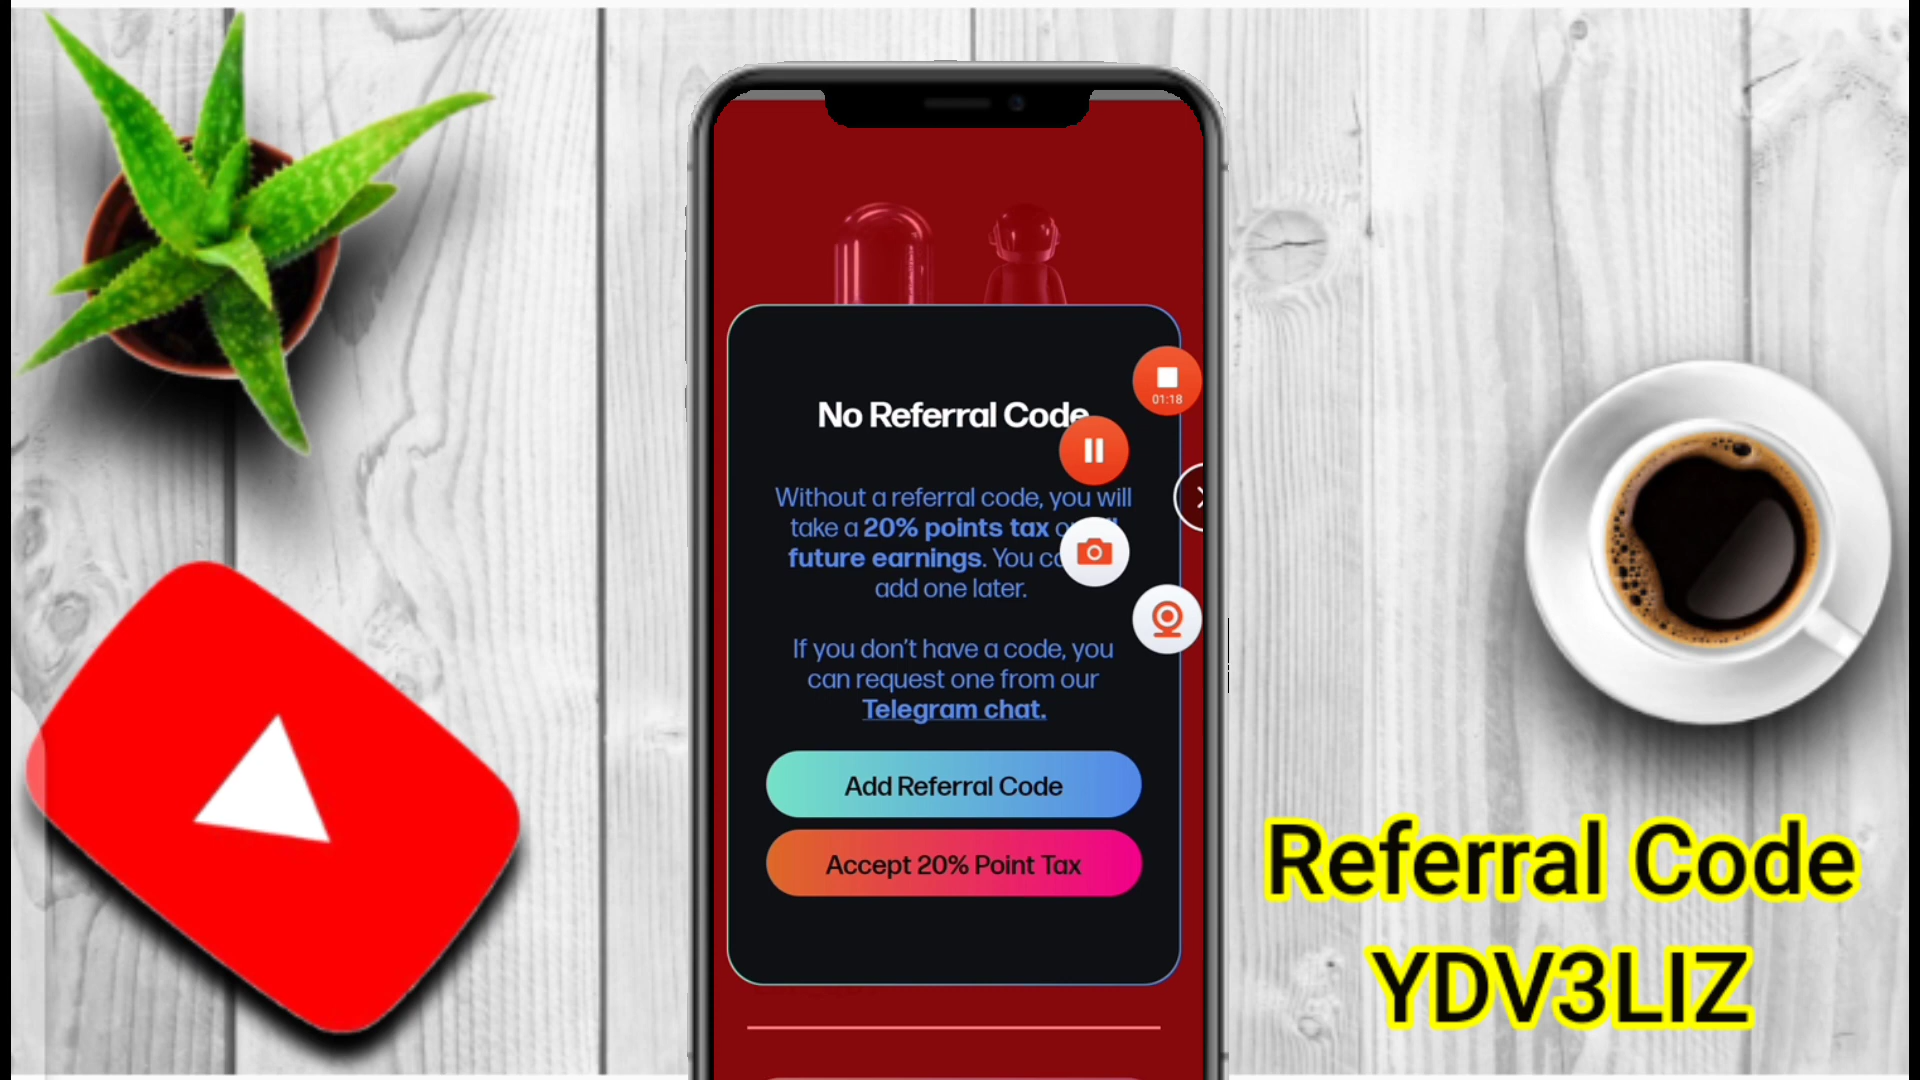 No Referral Code
01:18
Without a referral code, you will
take a 20% points tax
future earnings. You
add one later.
If you don't have a code, you
can request one from our
Telegram chat.
Add Referral Code
Accept 20% Point Tax
Referral Code
YDV3LIZ